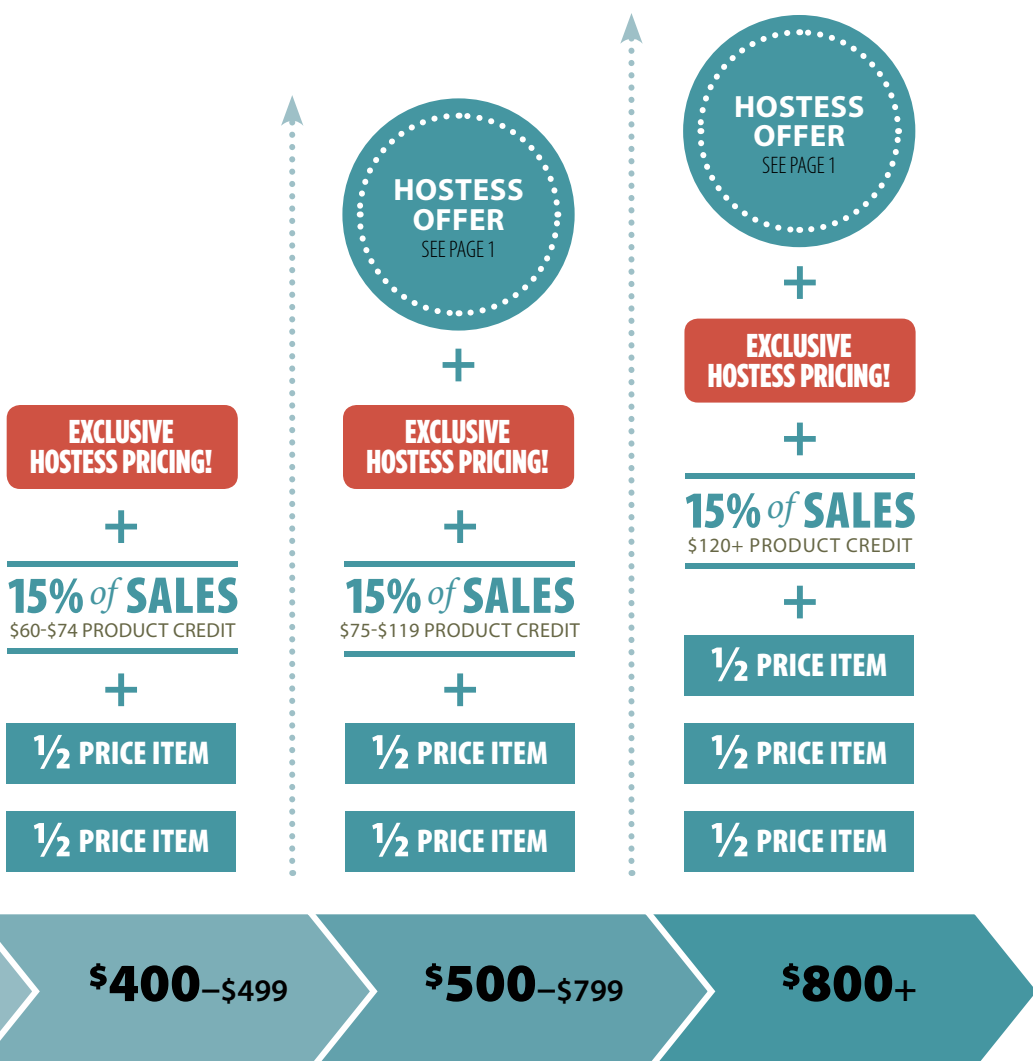 EXCLUSIVE
HOSTESS PRICING!
+
15% of SALES
$60-$74 PRODUCT CREDIT
+
½ PRICE ITEM
½ PRICE ITEM
$400–$499
HOSTESS
OFFER
SEE PAGE 1
+
EXCLUSIVE
HOSTESS PRICING!
+
15% of SALES
$75-$119 PRODUCT CREDIT
+
½ PRICE ITEM
½ PRICE ITEM
$500–$799
HOSTESS
OFFER
SEE PAGE 1
+
EXCLUSIVE
HOSTESS PRICING!
+
15% of SALES
$120+ PRODUCT CREDIT
+
½ PRICE ITEM
½ PRICE ITEM
½ PRICE ITEM
$800+